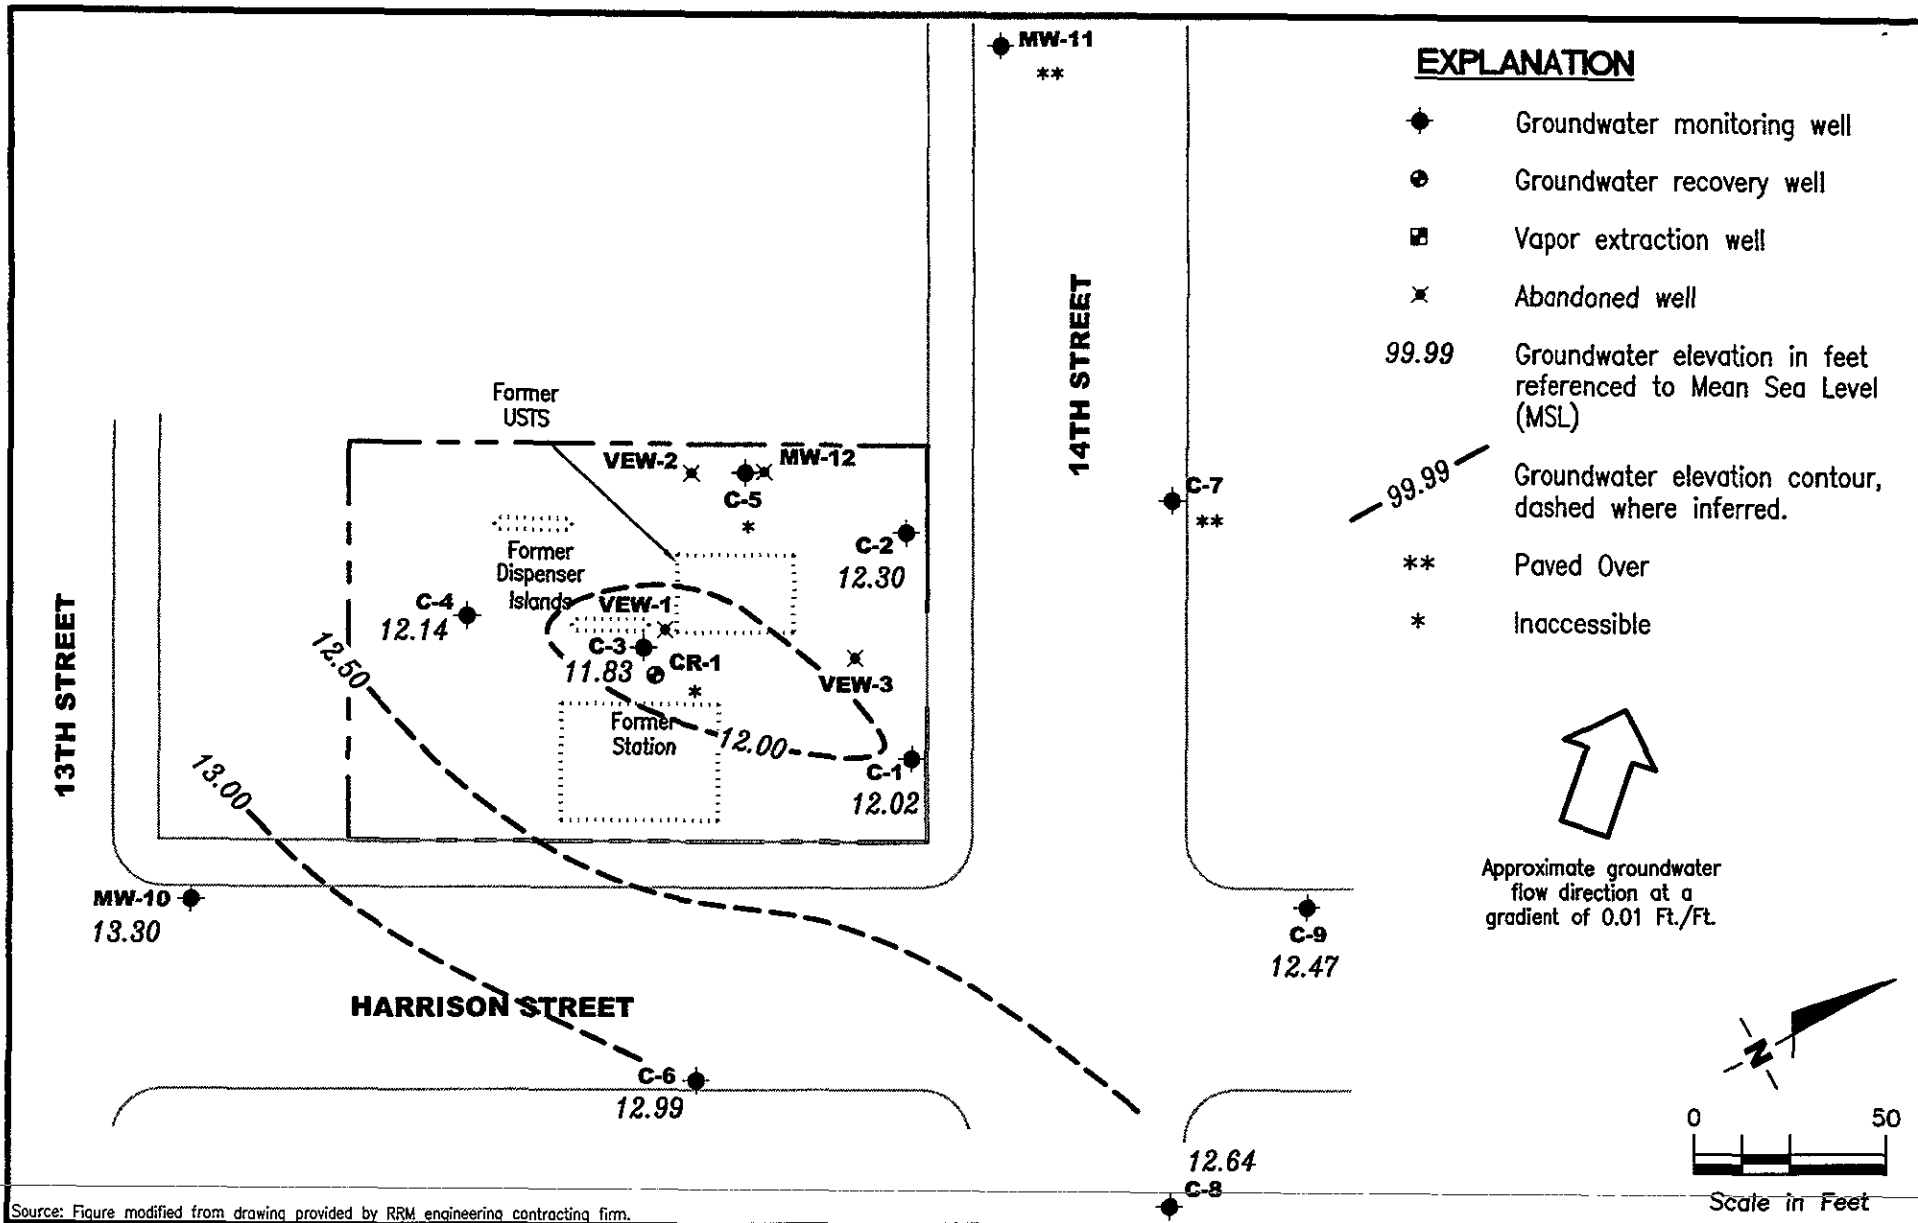 MW-11
**
EXPLANATION
Groundwater monitoring well
Groundwater recovery well
Vapor extraction well
Abandoned well
99.99
Groundwater elevation in feet
referenced to Mean Sea Level
(MSL)
99.99
Groundwater elevation contour,
dashed where inferred.
**
Paved Over
*
Inaccessible
14TH STREET
13TH STREET
Former
USTS
VEW-2
MW-12
C-5
*
C-7
**
C-2
12.30
Former
Dispenser
Islands
C-4
12.14
VEW-1
C-3
11.83
CR-1
*
VEW-3
12.50
Former
Station
12.00
C-1
12.02
13.00
MW-10
13.30
C-9
12.47
HARRISON STREET
C-6
12.99
12.64
C-8
Approximate groundwater
flow direction at a
gradient of 0.01 Ft./Ft.
N
0 50
Scale in Feet
Source: Figure modified from drawing provided by RRM engineering contracting firm.